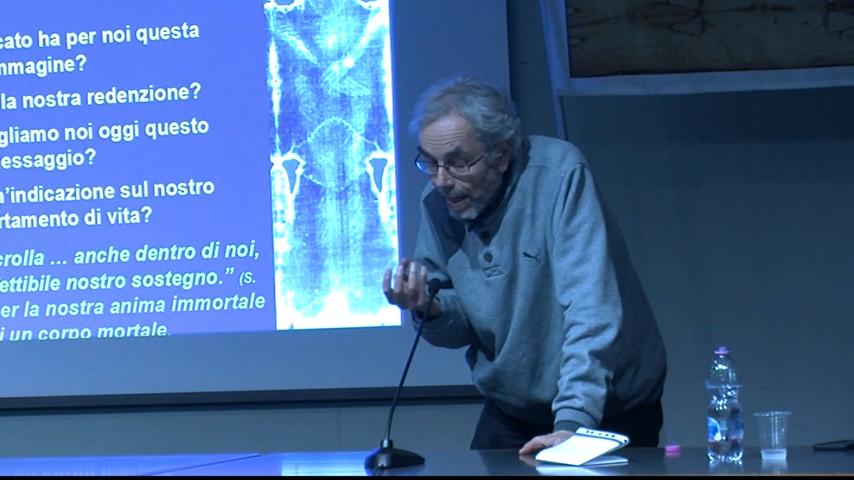 cato ha per noi questa
mmagine?
la nostra redenzione?
gliamo noi oggi questo
essaggio?
a'indicazione sul nostro
rtamento di vita?
crolla … anche dentro di noi,
fettibile nostro sostegno.” (S.
er la nostra anima immortale
i un corpo mortale.